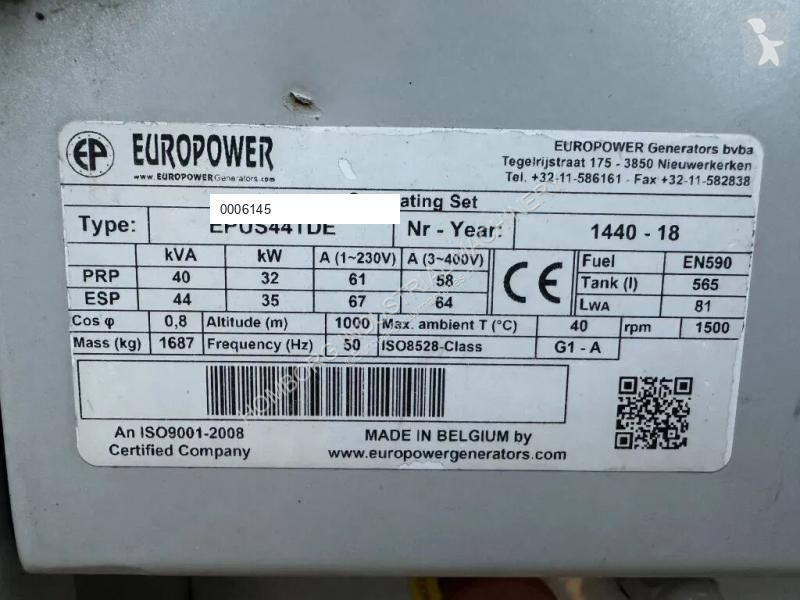 EP EUROPOWER
www.EUROPOWERGenerators.com
EUROPOWER Generators bvba
Tegelrijstraat 175 - 3850 Nieuwerkerken
Tel. +32-11-586161 - Fax +32-11-582838
0006145
Set
Type: EPUS44TDE Nr - Year: 1440 - 18
kVA kW A (1~230V) A (3~400V)
PRP 40 32 61 58
ESP 44 35 67 64
CE
Fuel EN590
Tank (l) 565
LWA 81
Cos φ 0,8 Altitude (m) 1000 Max. ambient T (°C) 40 rpm 1500
Mass (kg) 1687 Frequency (Hz) 50 ISO8528-Class G1 - A
An ISO9001-2008
Certified Company
MADE IN BELGIUM by
www.europowergenerators.com